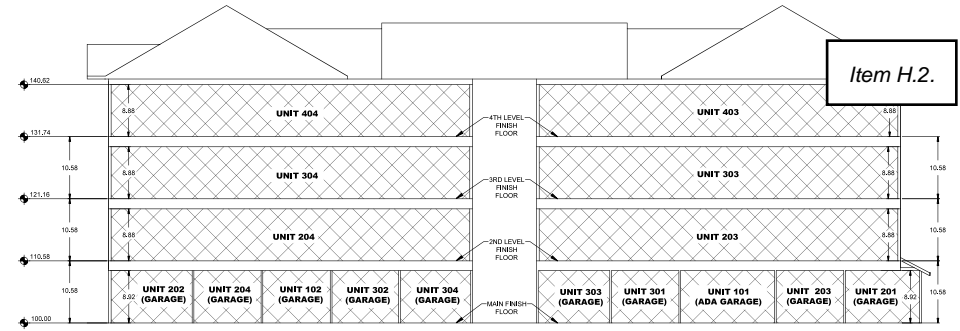 Item H.2.
140.62
8.88
UNIT 404
UNIT 403
8.88
4TH LEVEL
FINISH
FLOOR
131.74
10.58
8.88
UNIT 304
3RD LEVEL
FINISH
FLOOR
UNIT 303
8.88
10.58
121.16
10.58
8.88
UNIT 204
2ND LEVEL
FINISH
FLOOR
UNIT 203
8.88
10.58
110.58
10.58
8.92
UNIT 202
(GARAGE)
UNIT 204
(GARAGE)
UNIT 102
(GARAGE)
UNIT 302
(GARAGE)
UNIT 304
(GARAGE)
MAIN FINISH
FLOOR
UNIT 303
(GARAGE)
UNIT 301
(GARAGE)
UNIT 101
(ADA GARAGE)
UNIT 203
(GARAGE)
UNIT 201
(GARAGE)
8.92
10.58
100.00